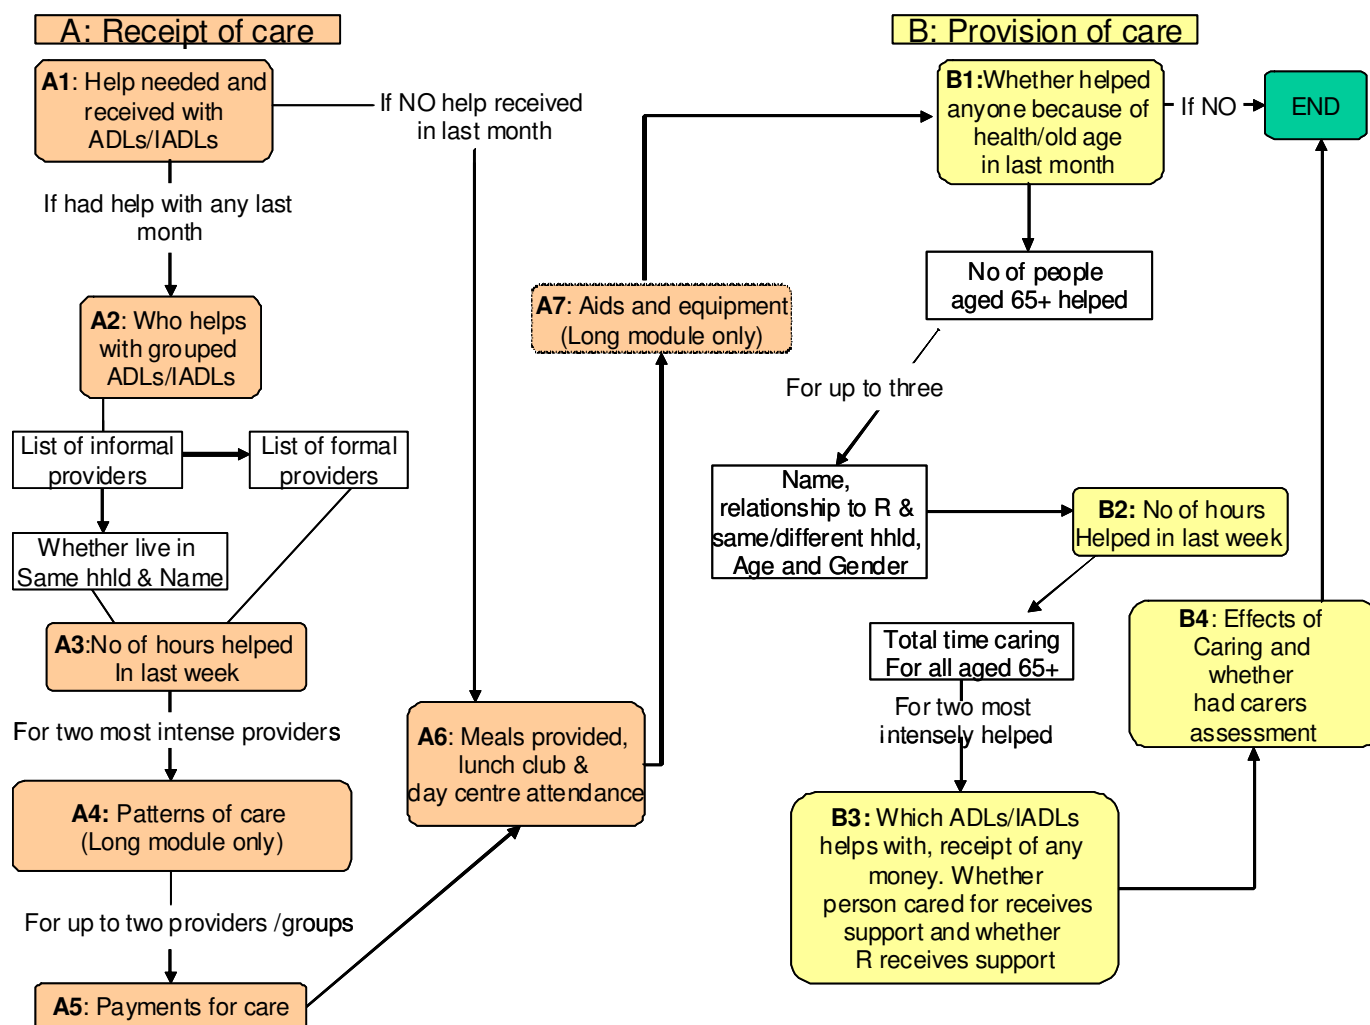 A: Receipt of care
A1: Help needed and
received with
ADLs/IADLs
If NO help received
in last month
If had help with any last
month
A2: Who helps
with grouped
ADLs/IADLs
List of informal
providers
List of formal
providers
Whether live in
Same hhld & Name
A3:No of hours helped
In last week
For two most intense providers
A4: Patterns of care
(Long module only)
For up to two providers /groups
A5: Payments for care
A6: Meals provided,
lunch club &
day centre attendance
A7: Aids and equipment
(Long module only)
B: Provision of care
B1:Whether helped
anyone because of
health/old age
in last month
If NO
END
No of people
aged 65+ helped
For up to three
Name,
relationship to R &
same/different hhld,
Age and Gender
B2: No of hours
Helped in last week
Total time caring
For all aged 65+
For two most
intensely helped
B3: Which ADLs/IADLs
helps with, receipt of any
money. Whether
person cared for receives
support and whether
R receives support
B4: Effects of
Caring and
whether
had carers
assessment